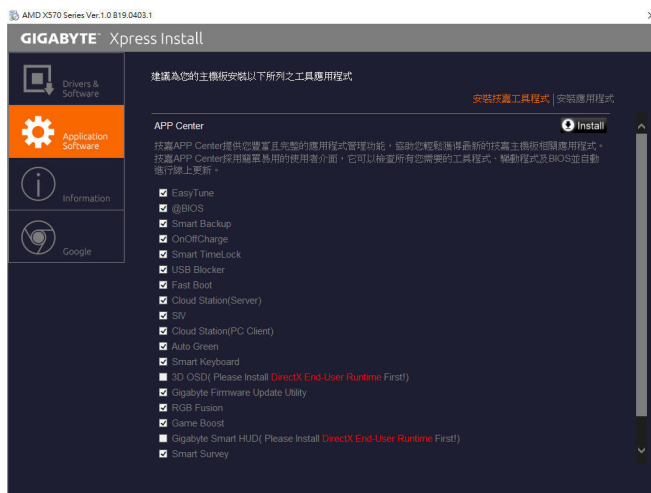 AMD X570 Series Ver.1.0 B19.0403.1
GIGABYTE™ Xpress Install
Drivers &
Software
Application
Software
Information
Google
建議為您的主機板安裝以下所列之工具應用程式
安裝技嘉工具程式 | 安裝應用程式
APP Center
Install
技嘉APP Center提供您豐富且完整的應用程式管理功能，協助您輕鬆獲得最新的技嘉主機板相關應用程式。
技嘉APP Center採用簡單易用的使用者介面，它可以檢查所有您需要的工具程式、驅動程式及BIOS並自動
進行線上更新。
EasyTune
@BIOS
Smart Backup
OnOffCharge
Smart TimeLock
USB Blocker
Fast Boot
Cloud Station(Server)
SIV
Cloud Station(PC Client)
Auto Green
Smart Keyboard
3D OSD( Please Install DirectX End-User Runtime First!)
Gigabyte Firmware Update Utility
RGB Fusion
Game Boost
Gigabyte Smart HUD( Please Install DirectX End-User Runtime First!)
Smart Survey